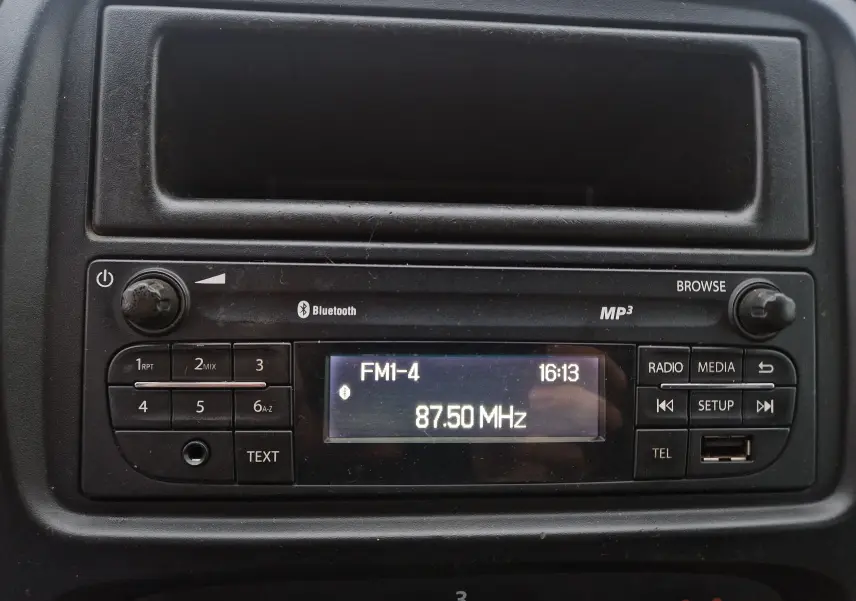 BROWSE
Bluetooth
MP3
1RPT 2MIX 3
4 5 6A-Z
TEXT
FM1-4 16:13
i
87.50 MHz
RADIO MEDIA
SETUP
TEL
3